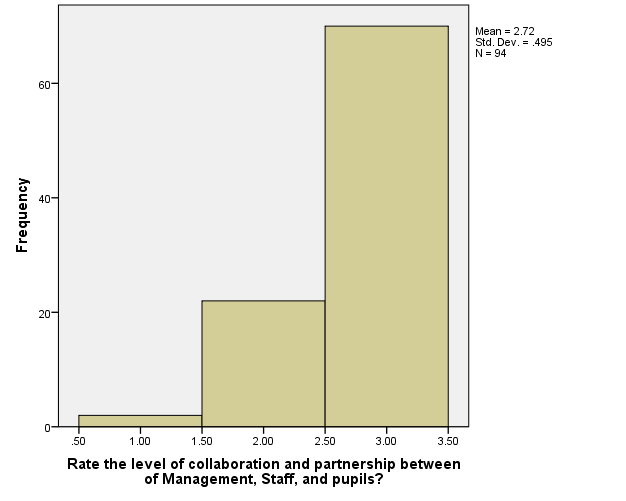 Mean = 2.72
Std. Dev. = .495
N = 94
Frequency
60
40
20
0
.50 1.00 1.50 2.00 2.50 3.00 3.50
Rate the level of collaboration and partnership between
of Management, Staff, and pupils?